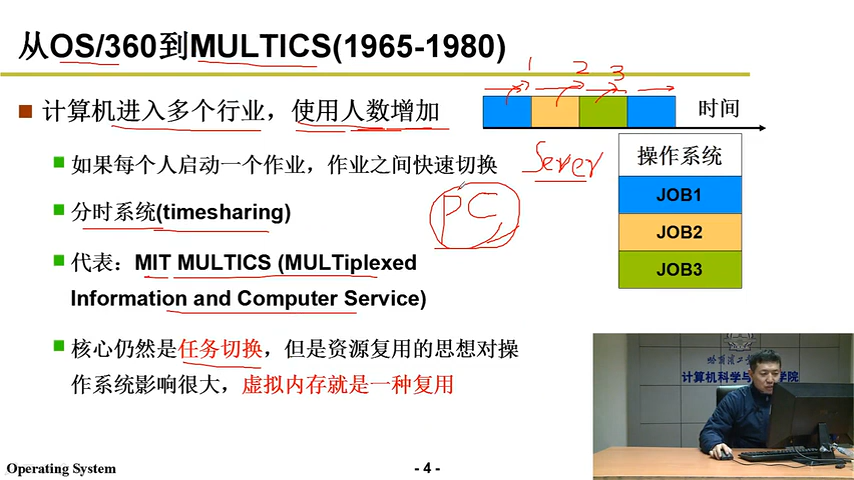 从OS/360到MULTICS(1965-1980)
1 2 3
计算机进入多个行业，使用人数增加
时间
如果每个人启动一个作业，作业之间快速切换
Sever
操作系统
JOB1
分时系统(timesharing)
PC
JOB2
代表：MIT MULTICS (MULTiplexed
JOB3
Information and Computer Service)
核心仍然是任务切换，但是资源复用的思想对操
作系统影响很大，虚拟内存就是一种复用
计算机科学与
学院
Operating System
- 4 -